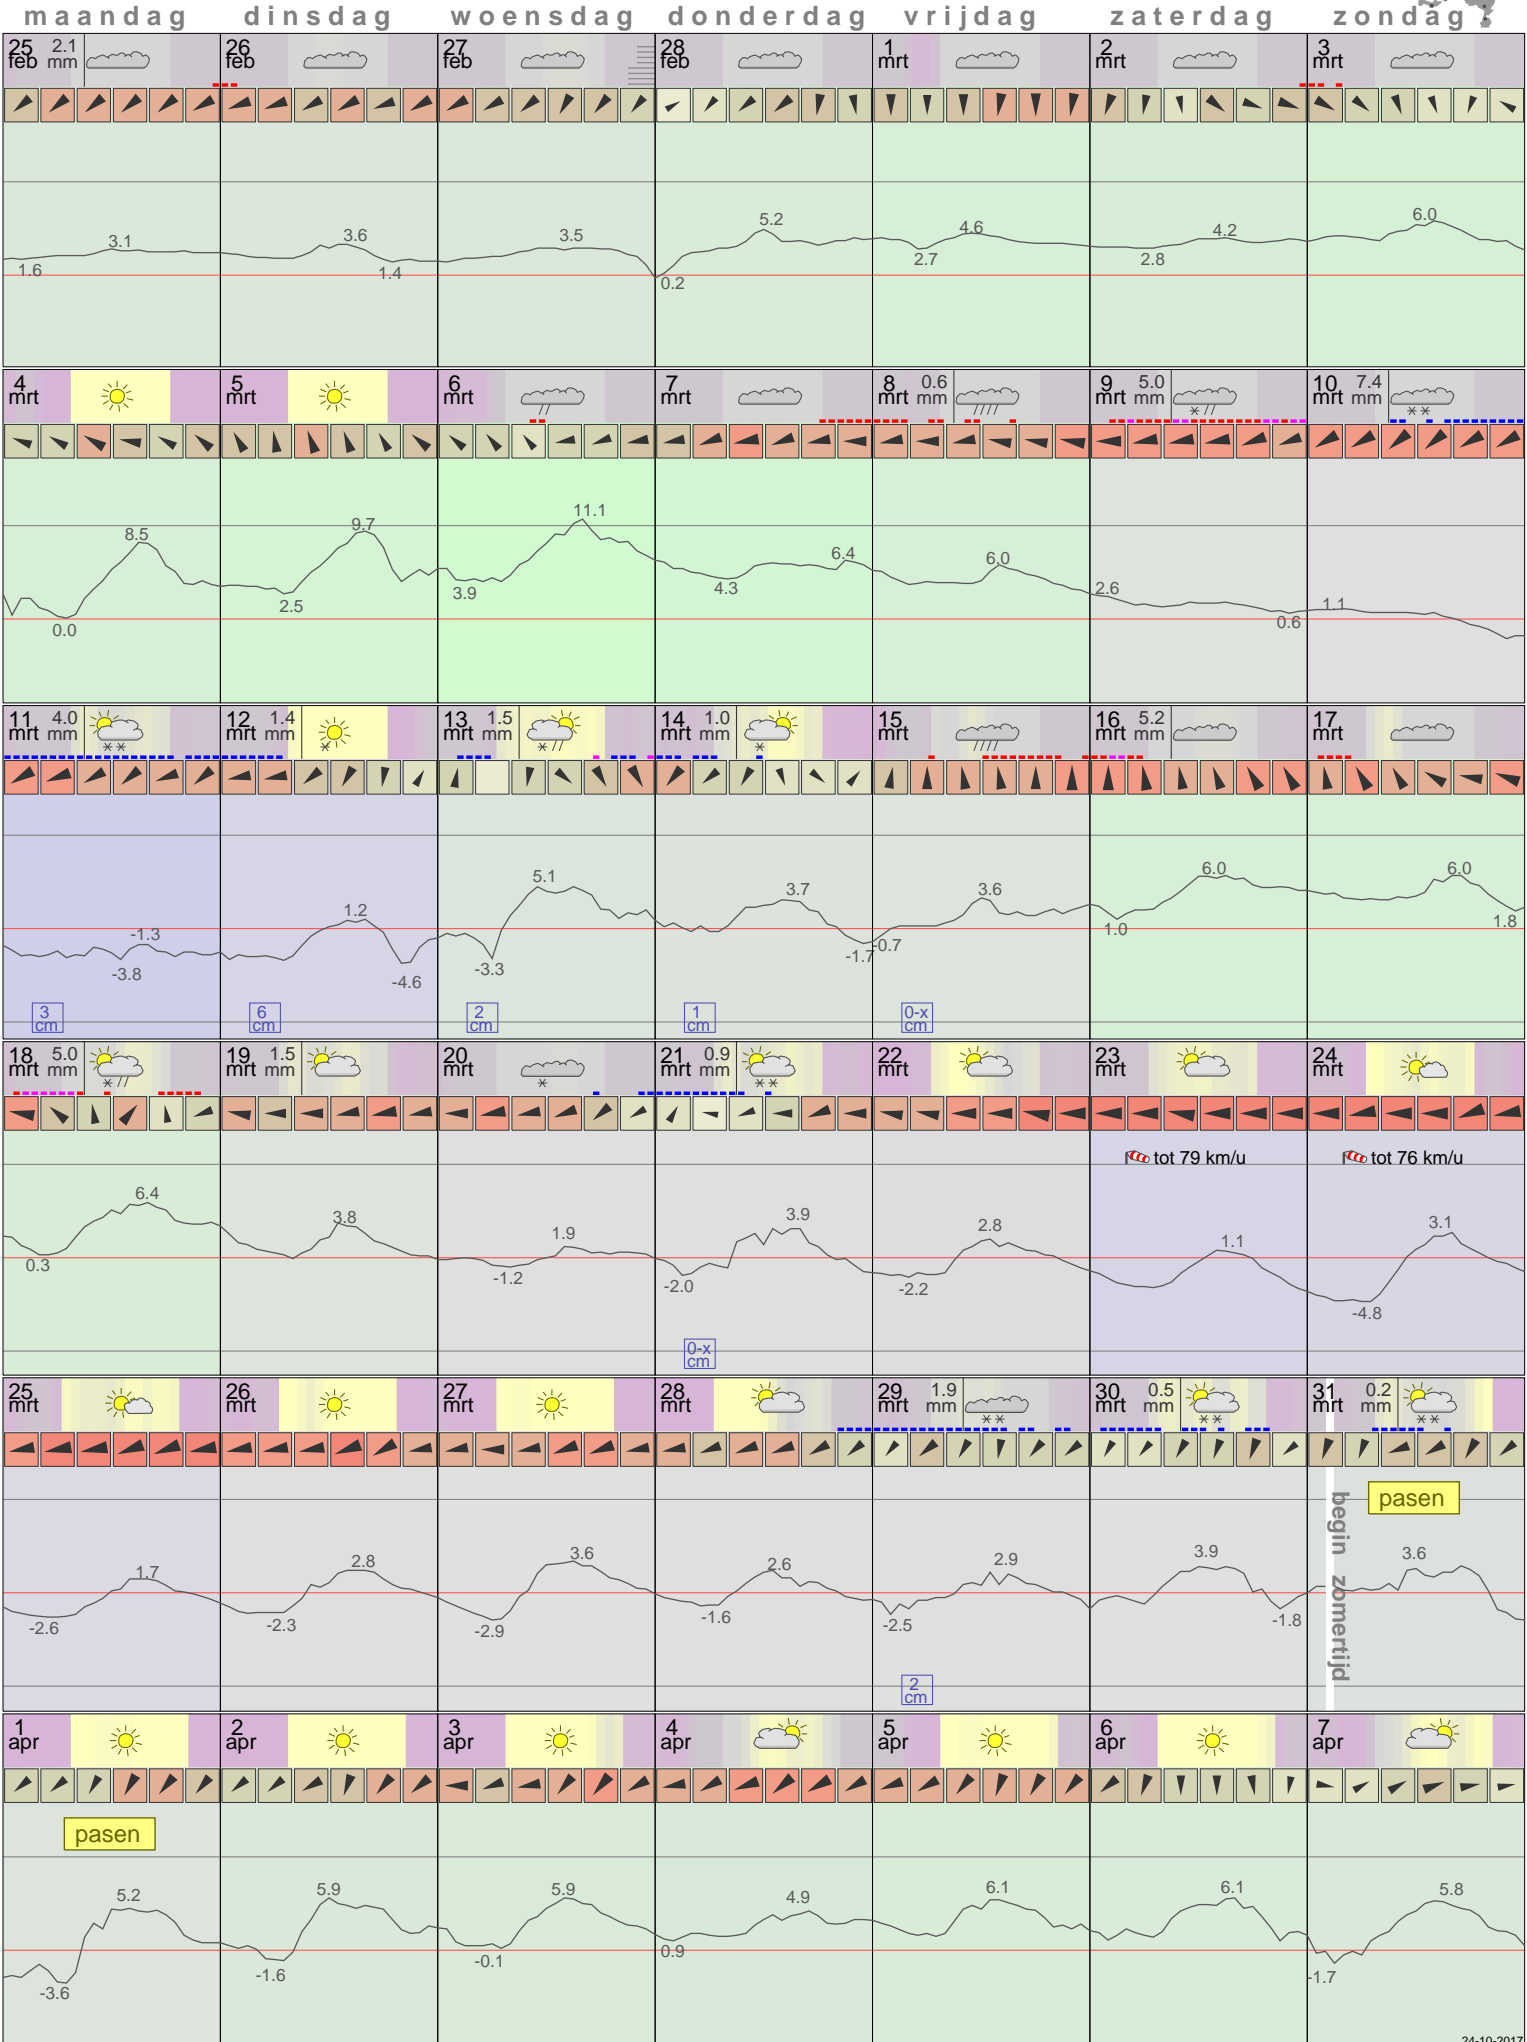 maandag dinsdag woensdag donderdag vrijdag zaterdag zondag
25 feb 2.1 mm
26 feb
27 feb
28 feb
1 mrt
2 mrt
3 mrt
1.6 3.1
3.6 1.4
3.5
0.2 5.2
2.7 4.6
2.8 4.2
6.0
4 mrt
5 mrt
6 mrt
7 mrt
8 mrt 0.6 mm
9 mrt 5.0 mm
10 mrt 7.4 mm
0.0 8.5
2.5 9.7
3.9 11.1
4.3 6.4
6.0
2.6 0.6
1.1
11 mrt 4.0 mm
12 mrt 1.4 mm
13 mrt 1.5 mm
14 mrt 1.0 mm
15 mrt
16 mrt 5.2 mm
17 mrt
-3.8 -1.3
1.2 -4.6
-3.3 5.1
3.7 -1.7
-0.7 3.6
1.0 6.0
6.0 1.8
3 cm
6 cm
2 cm
1 cm
0-x cm
18 mrt 5.0 mm
19 mrt 1.5 mm
20 mrt
21 mrt 0.9 mm
22 mrt
23 mrt
24 mrt
tot 79 km/u
tot 76 km/u
0.3 6.4
3.8
-1.2 1.9
-2.0 3.9
-2.2 2.8
1.1
-4.8 3.1
0-x cm
25 mrt
26 mrt
27 mrt
28 mrt
29 mrt 1.9 mm
30 mrt 0.5 mm
31 mrt 0.2 mm
pasen
begin zomertijd
-2.6 1.7
-2.3 2.8
-2.9 3.6
-1.6 2.6
-2.5 2.9
3.9 -1.8
3.6
2 cm
1 apr
2 apr
3 apr
4 apr
5 apr
6 apr
7 apr
pasen
-3.6 5.2
-1.6 5.9
-0.1 5.9
0.9 4.9
6.1
6.1
-1.7 5.8
24-10-2017